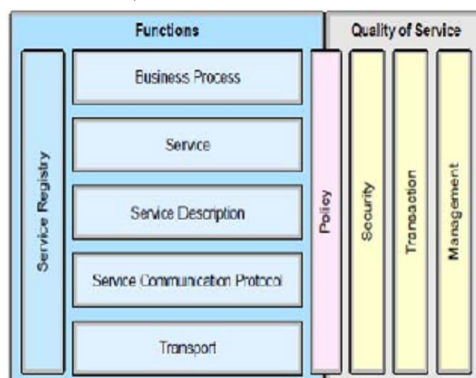 Functions
Quality of Service
Service Registry
Business Process
Service
Service Description
Service Communication Protocol
Transport
Policy
Security
Transaction
Management